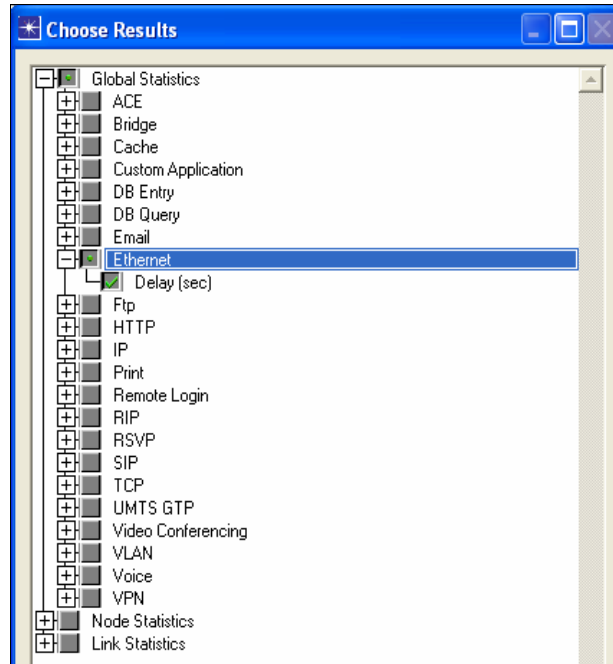 Choose Results
Global Statistics
ACE
Bridge
Cache
Custom Application
DB Entry
DB Query
Email
Ethernet
Delay (sec)
Ftp
HTTP
IP
Print
Remote Login
RIP
RSVP
SIP
TCP
UMTS GTP
Video Conferencing
VLAN
Voice
VPN
Node Statistics
Link Statistics